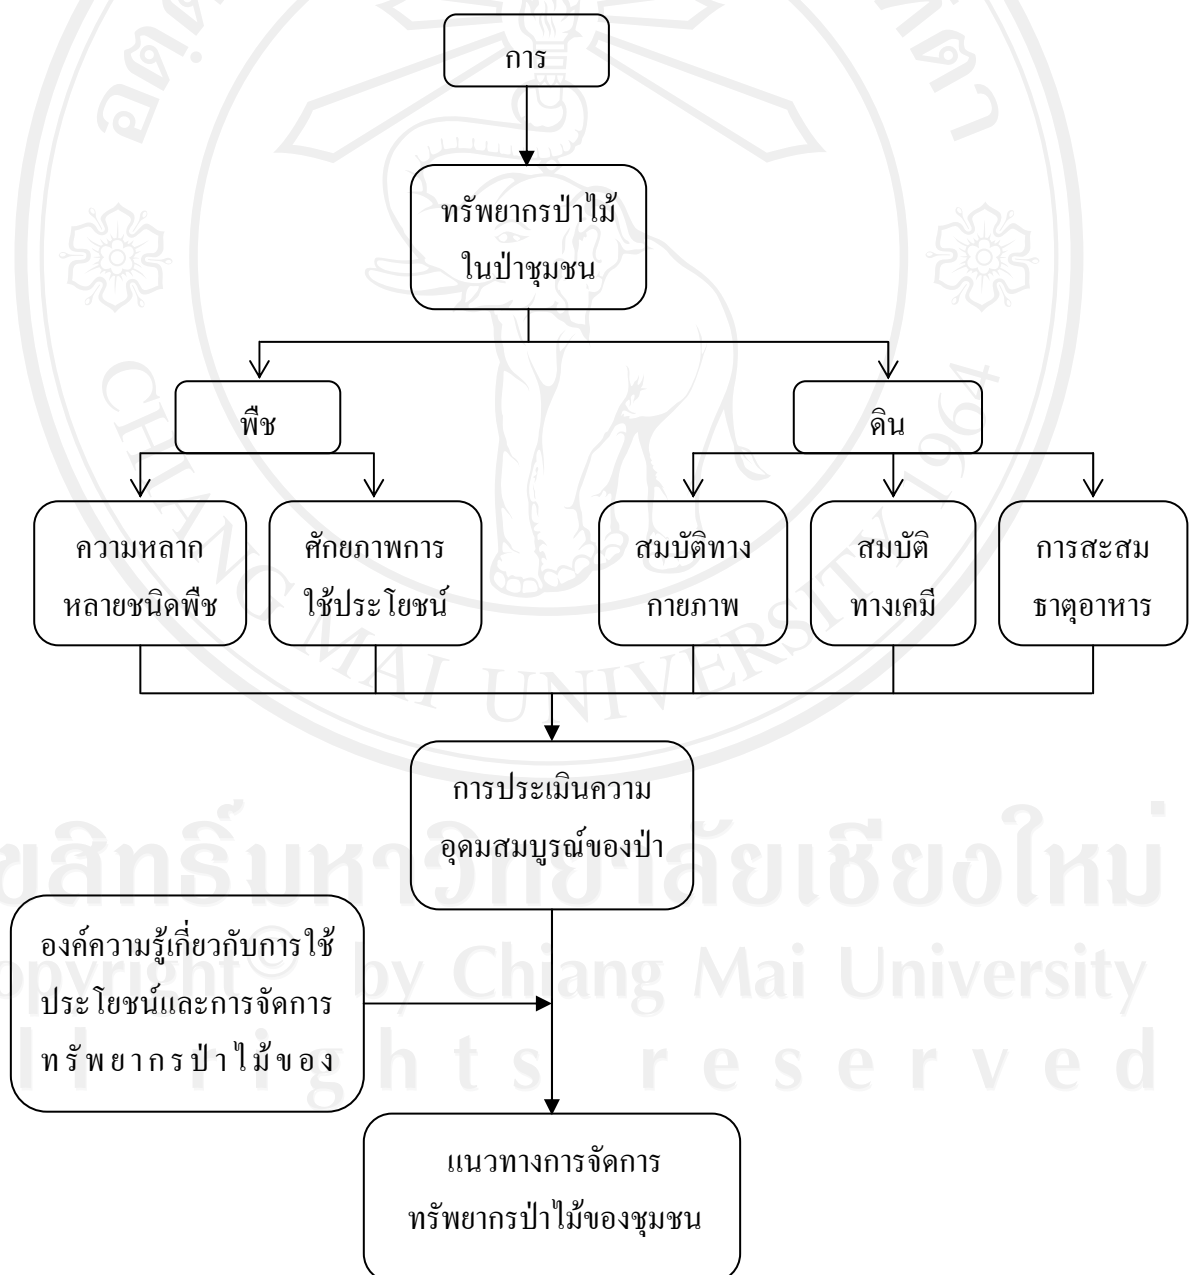 การ
ทรัพยากรป่าไม้
ในป่าชุมชน
พืช
ดิน
ความหลาก
หลายชนิดพืช
ศักยภาพการ
ใช้ประโยชน์
สมบัติทาง
กายภาพ
สมบัติ
ทางเคมี
การสะสม
ธาตุอาหาร
การประเมินความ
อุดมสมบูรณ์ของป่า
องค์ความรู้เกี่ยวกับการใช้
ประโยชน์และการจัดการ
ทรัพยากรป่าไม้ของ
แนวทางการจัดการ
ทรัพยากรป่าไม้ของชุมชน
CHIANG MAI UNIVERSITY 1964
ขสิทธิ์มหาวิทยาลัยเชียงใหม่
opyright© by Chiang Mai University
ll rights reserved